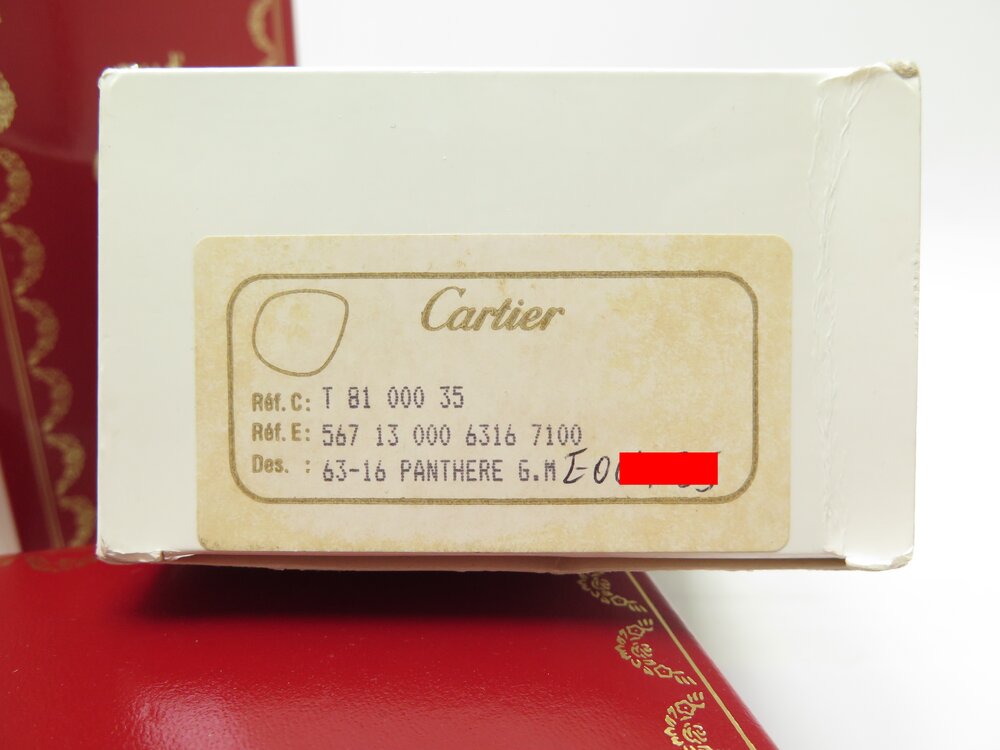 Cartier
Réf. C: T 81 000 35
Réf. E: 567 13 000 6316 7100
Des. : 63-16 PANTHERE G.M